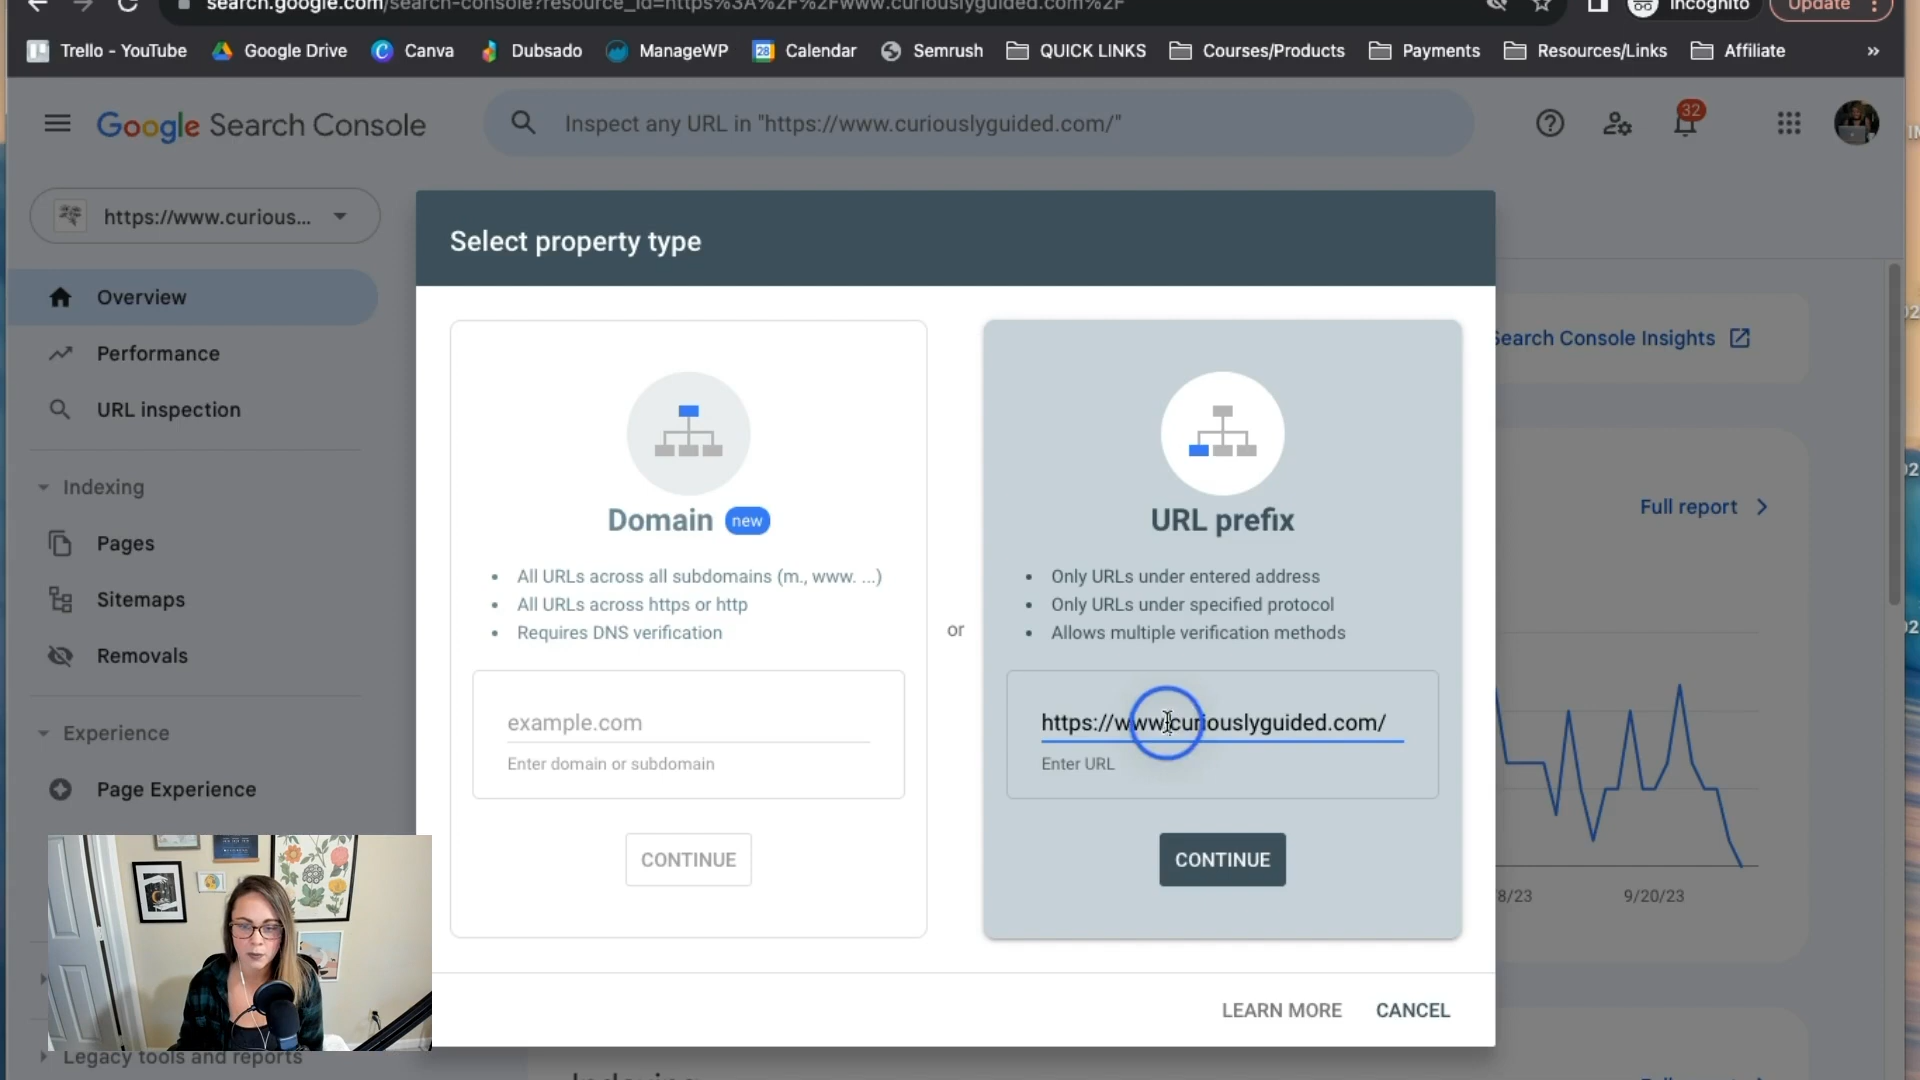 search.google.com/search-console?resource_id=https%3A%2F%2Fwww.curiouslyguided.com%2F
Incognito
Update
Trello - YouTube
Google Drive
Canva
Dubsado
ManageWP
28
Calendar
Semrush
QUICK LINKS
Courses/Products
Payments
Resources/Links
Affiliate
»
Google Search Console
Inspect any URL in "https://www.curiouslyguided.com/"
32
https://www.curious...
Overview
Performance
URL inspection
Indexing
Pages
Sitemaps
Removals
Experience
Page Experience
Legacy tools and reports
Select property type
Domain new
• All URLs across all subdomains (m., www. ...)
• All URLs across https or http
• Requires DNS verification
example.com
Enter domain or subdomain
CONTINUE
or
URL prefix
• Only URLs under entered address
• Only URLs under specified protocol
• Allows multiple verification methods
https://www.curiouslyguided.com/
Enter URL
CONTINUE
LEARN MORE
CANCEL
Search Console Insights
Full report
8/23
9/20/23